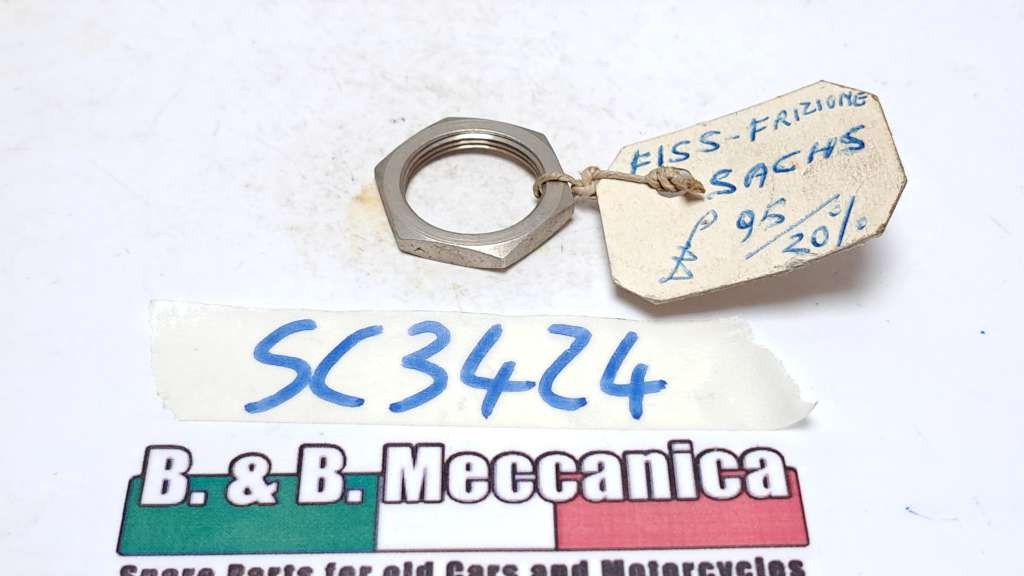 FISS-FRIZIONE
SACHS
£ 95/20%
SC3424
B. & B. Meccanica
Spare Parts for old Cars and Motorcycles